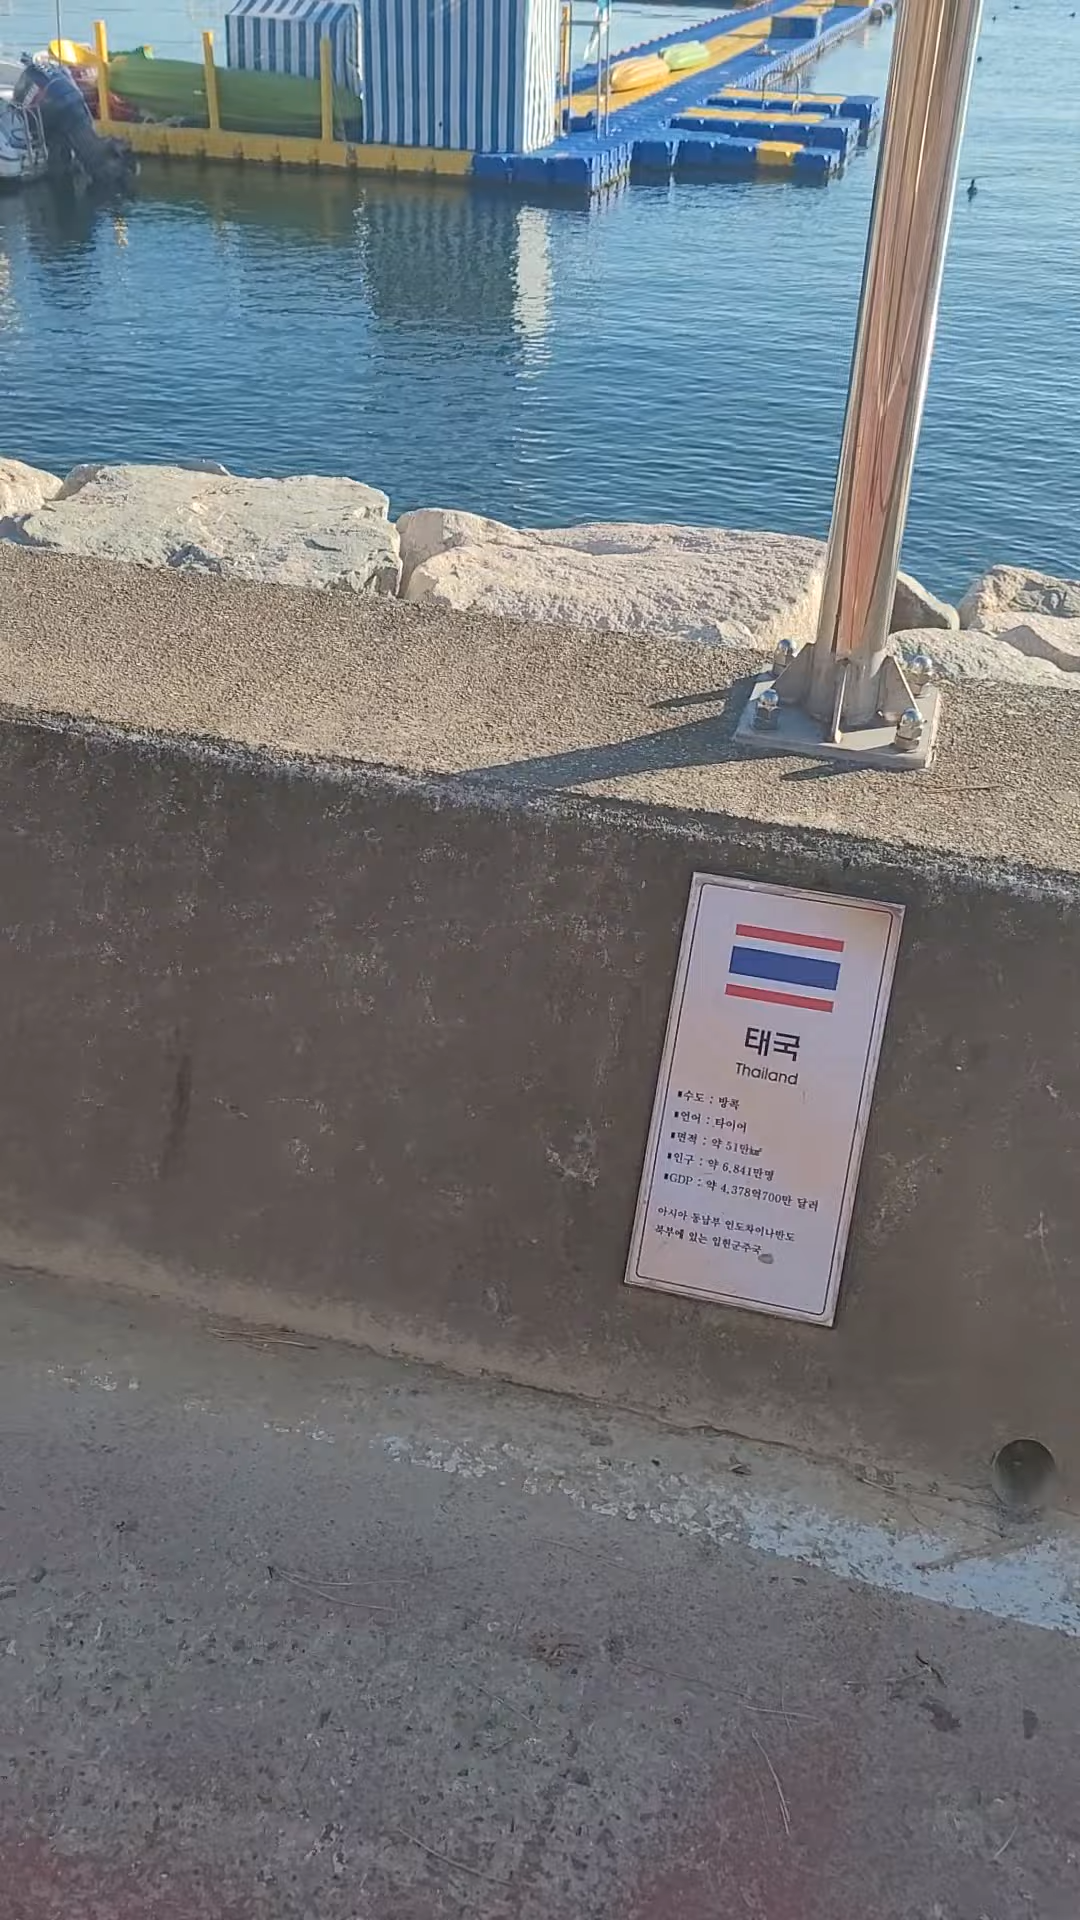 태국
Thailand
▪수도 : 방콕
▪언어 : 타이어
▪면적 : 약 51만㎢
▪인구 : 약 6,841만명
▪GDP : 약 4,378억700만 달러
아시아 동남부 인도차이나반도
북부에 있는 입헌군주국